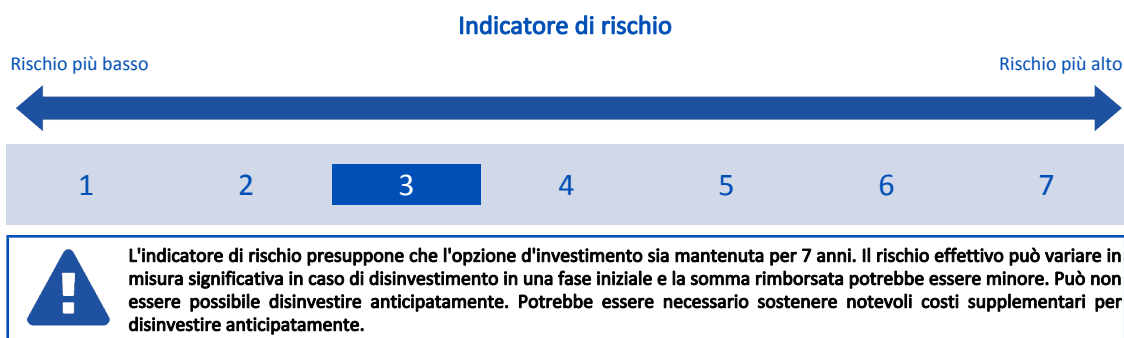 Indicatore di rischio
Rischio più basso
Rischio più alto
1 2 3 4 5 6 7
L'indicatore di rischio presuppone che l'opzione d'investimento sia mantenuta per 7 anni. Il rischio effettivo può variare in
misura significativa in caso di disinvestimento in una fase iniziale e la somma rimborsata potrebbe essere minore. Può non
essere possibile disinvestire anticipatamente. Potrebbe essere necessario sostenere notevoli costi supplementari per
disinvestire anticipatamente.